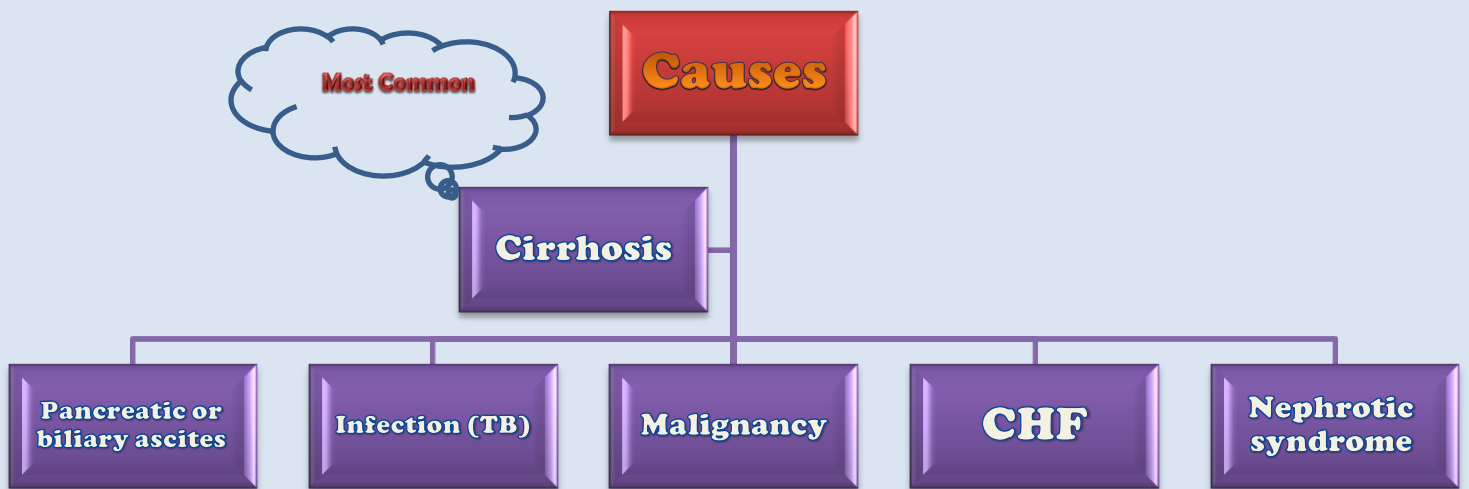 Causes
Most Common
Cirrhosis
Pancreatic or
biliary ascites
Infection (TB)
Malignancy
CHF
Nephrotic
syndrome